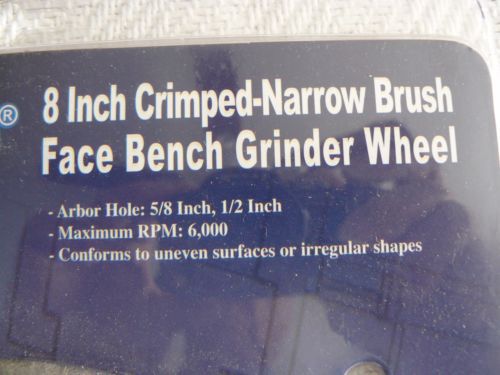 ®
8 Inch Crimped-Narrow Brush
Face Bench Grinder Wheel
- Arbor Hole: 5/8 Inch, 1/2 Inch
- Maximum RPM: 6,000
- Conforms to uneven surfaces or irregular shapes